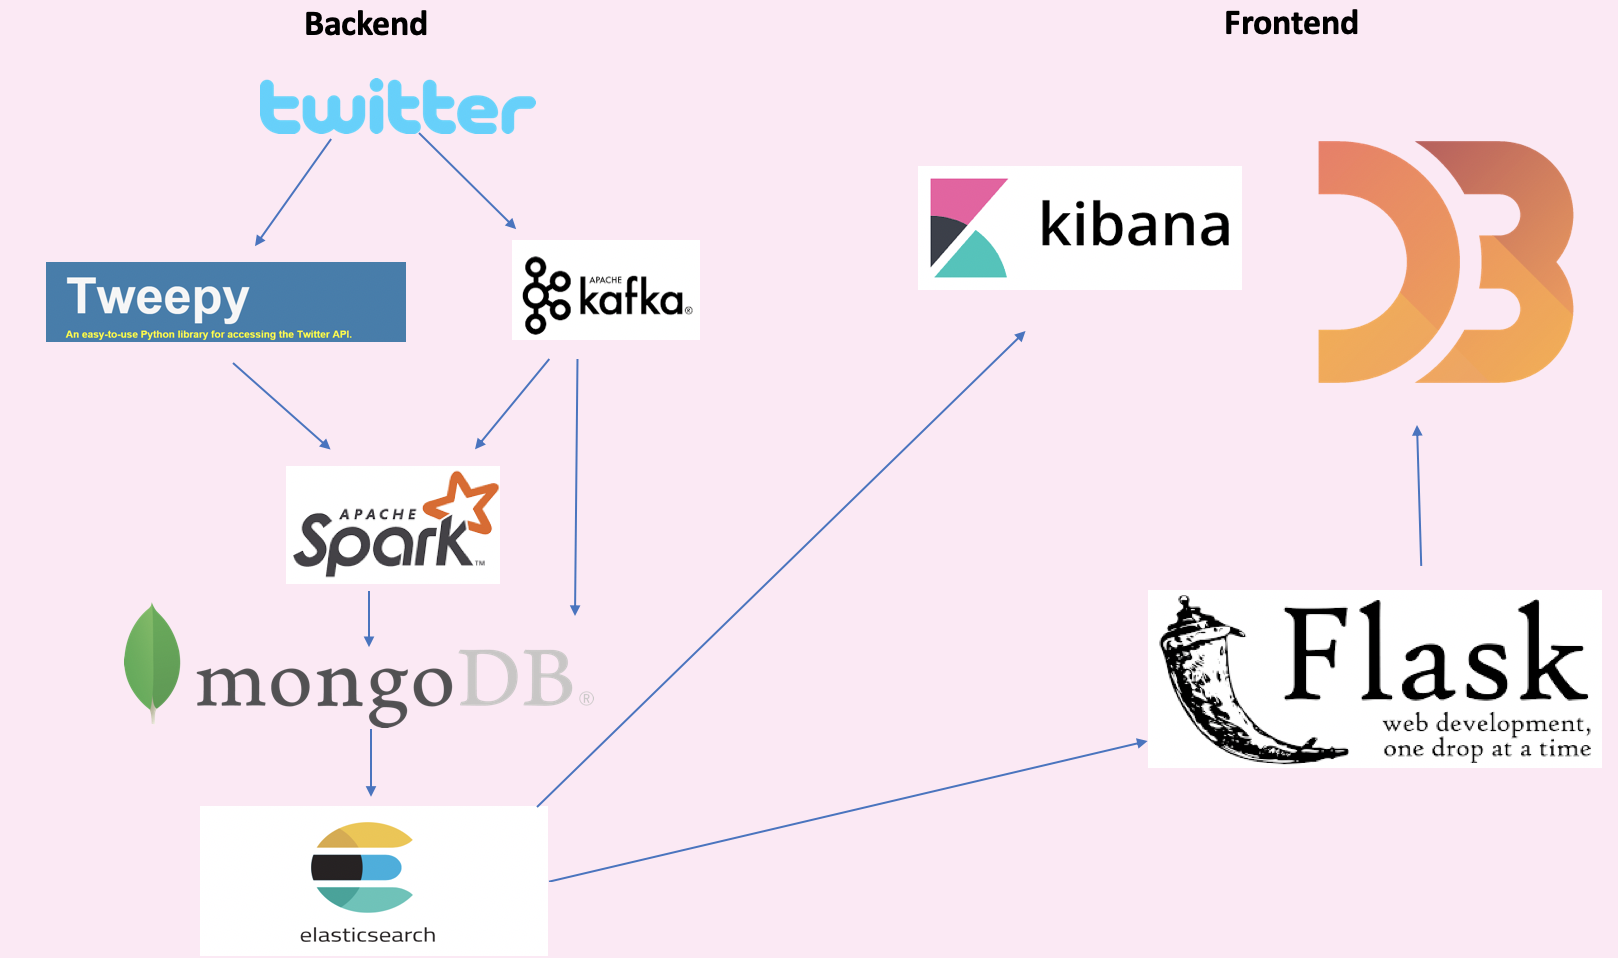 Backend
Frontend
twitter
kibana
Tweepy
An easy-to-use Python library for accessing the Twitter API.
APACHE
kafka®
APACHE
Spark™
mongoDB®
Flask
web development,
one drop at a time
elasticsearch